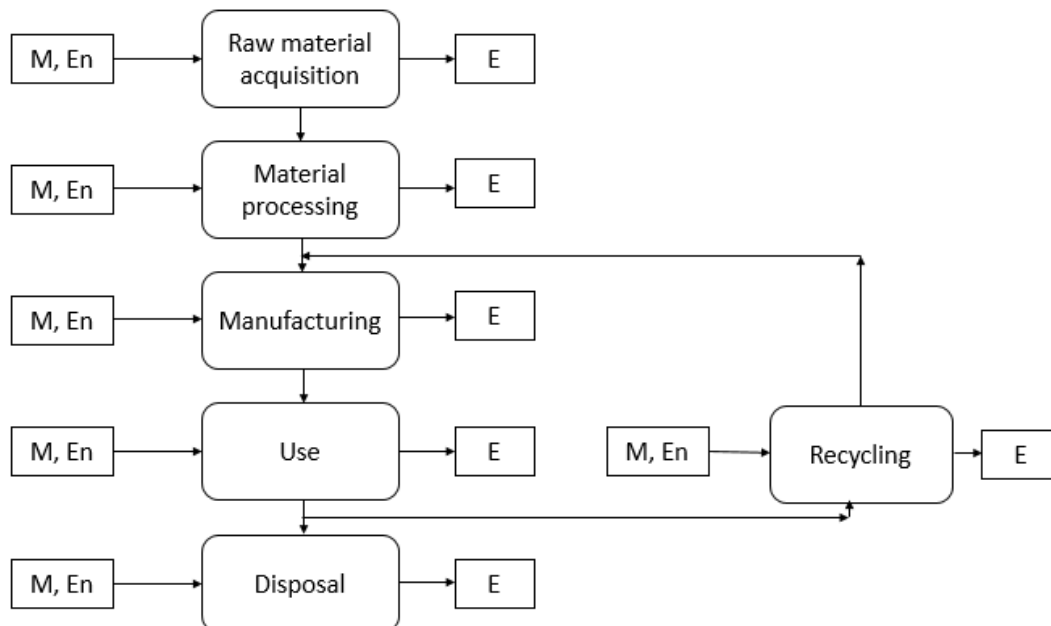 M, En
Raw material
acquisition
E
M, En
Material
processing
E
M, En
Manufacturing
E
M, En
Use
E
M, En
Recycling
E
M, En
Disposal
E